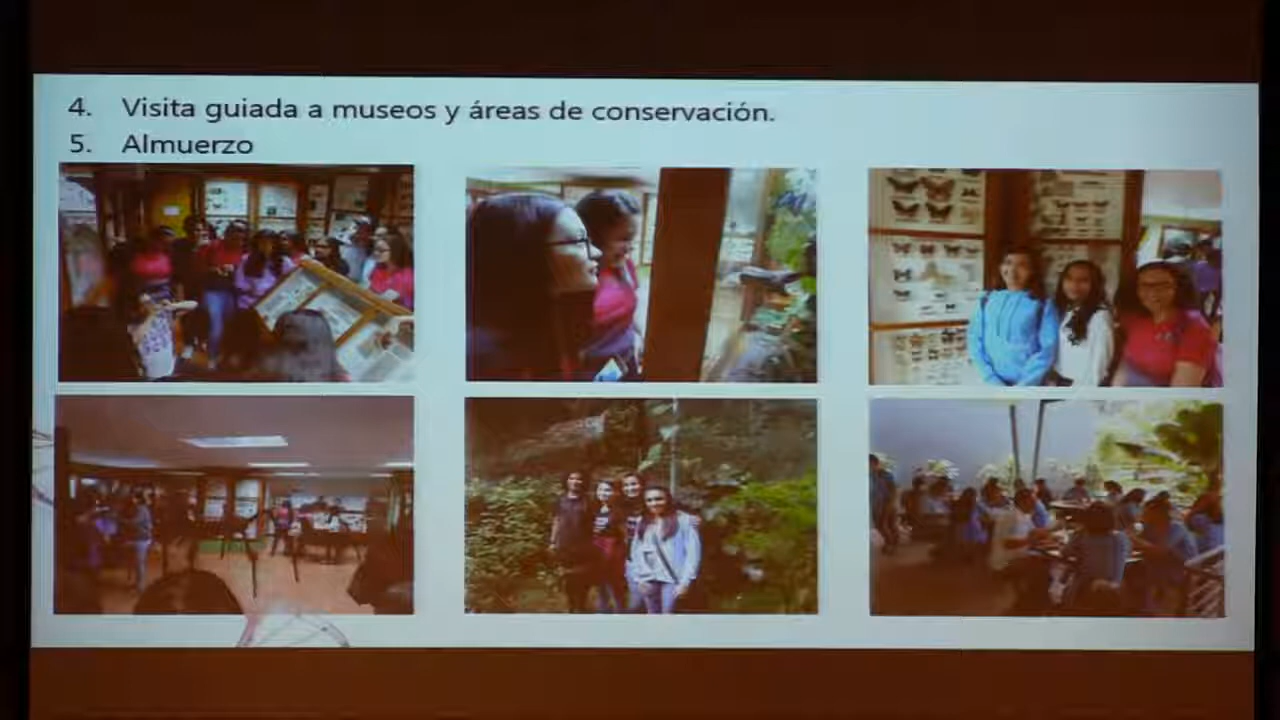 4. Visita guiada a museos y áreas de conservación.
5. Almuerzo